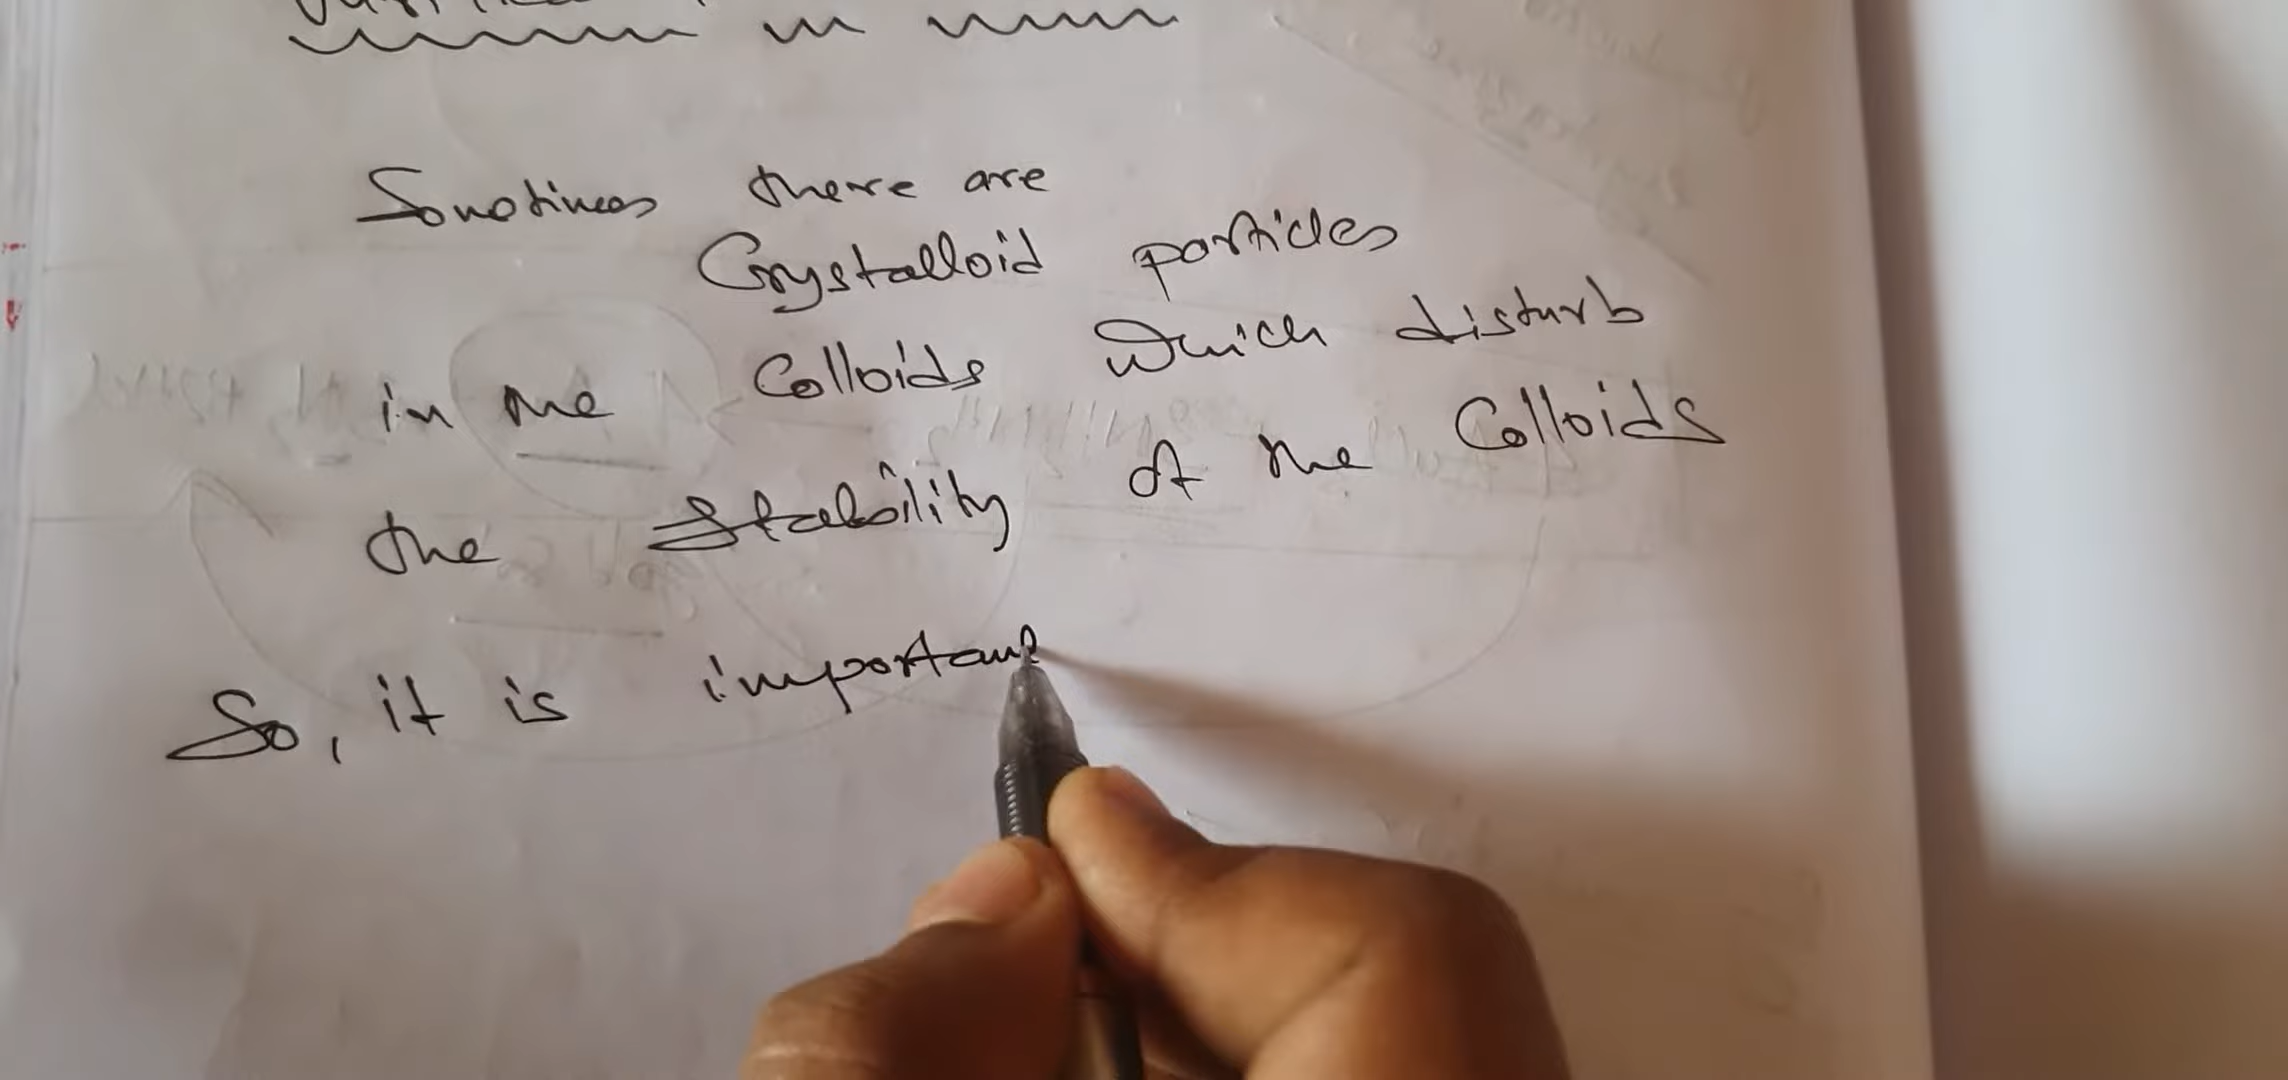 Sometimes there are
Crystalloid particles
in the Colloids which disturb
the stability of the Colloids
So, it is important